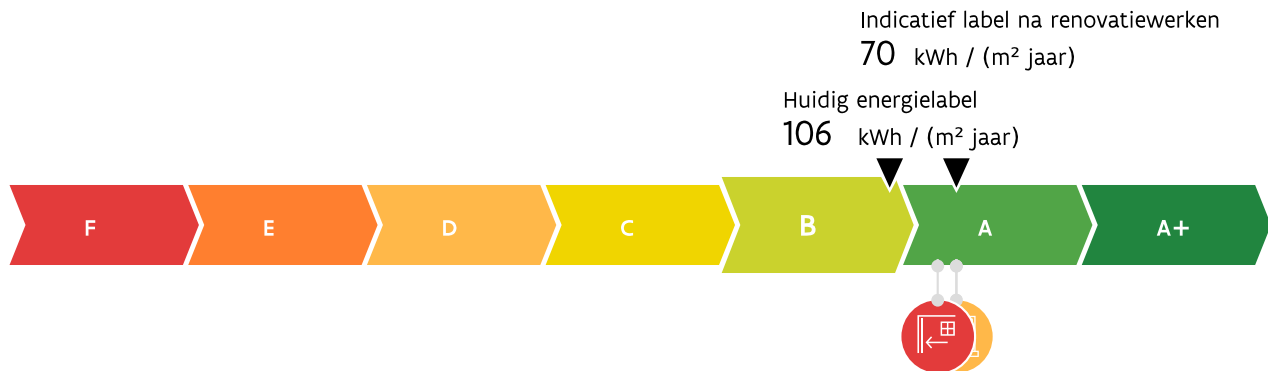 Indicatief label na renovatiewerken
70 kWh / (m² jaar)
Huidig energielabel
106 kWh / (m² jaar)
F E D C B A A+